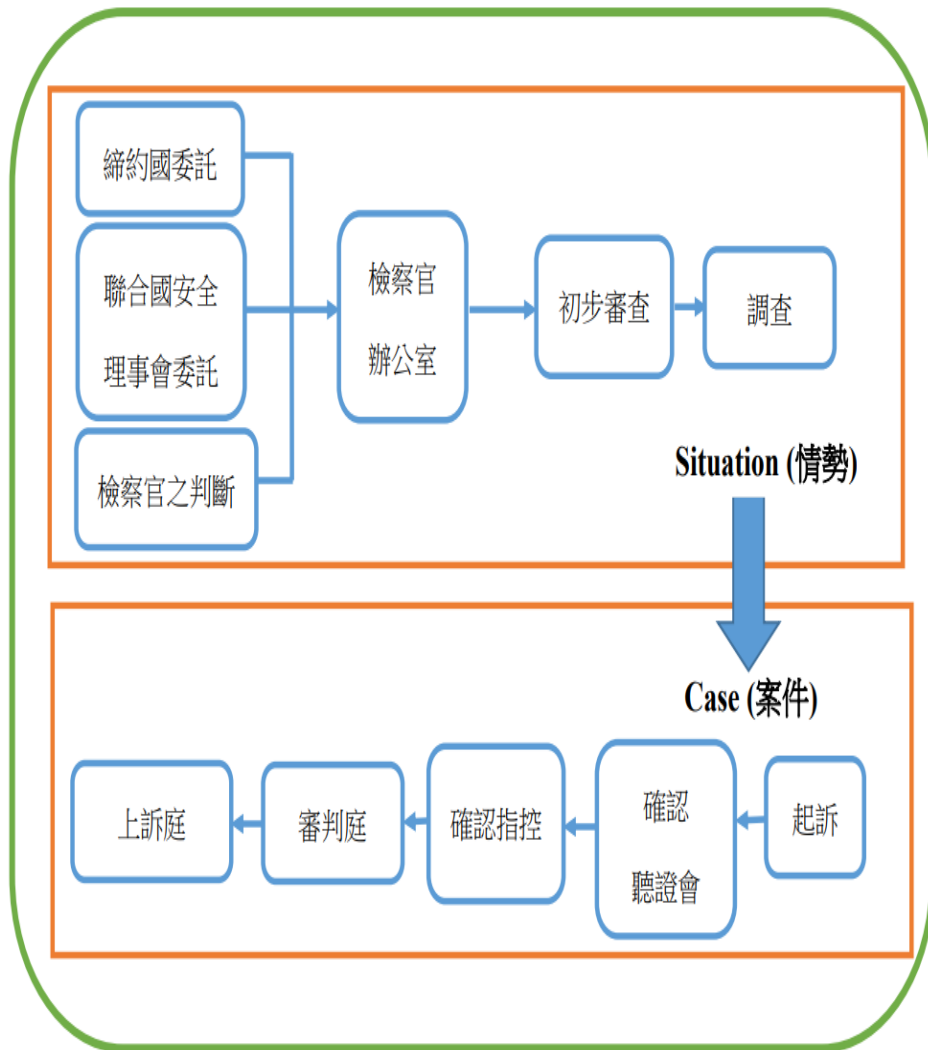 締約國委託
聯合國安全
理事會委託
檢察官之判斷
檢察官
辦公室
初步審查
調查
Situation (情勢)
Case (案件)
起訴
確認
聽證會
確認指控
審判庭
上訴庭